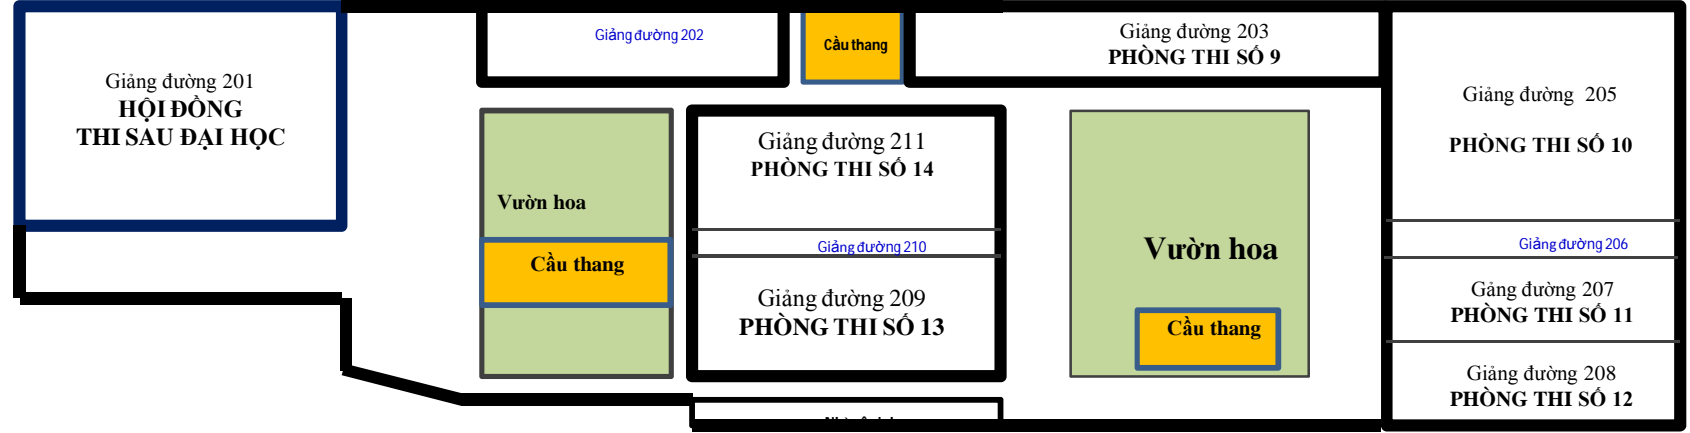 Giảng đường 201
HỘI ĐỒNG
THI SAU ĐẠI HỌC
Giảng đường 202
Cầu thang
Giảng đường 203
PHÒNG THI SỐ 9
Giảng đường 205
PHÒNG THI SỐ 10
Vườn hoa
Cầu thang
Giảng đường 211
PHÒNG THI SỐ 14
Giảng đường 210
Giảng đường 209
PHÒNG THI SỐ 13
Vườn hoa
Cầu thang
Giảng đường 206
Gảng đường 207
PHÒNG THI SỐ 11
Giảng đường 208
PHÒNG THI SỐ 12